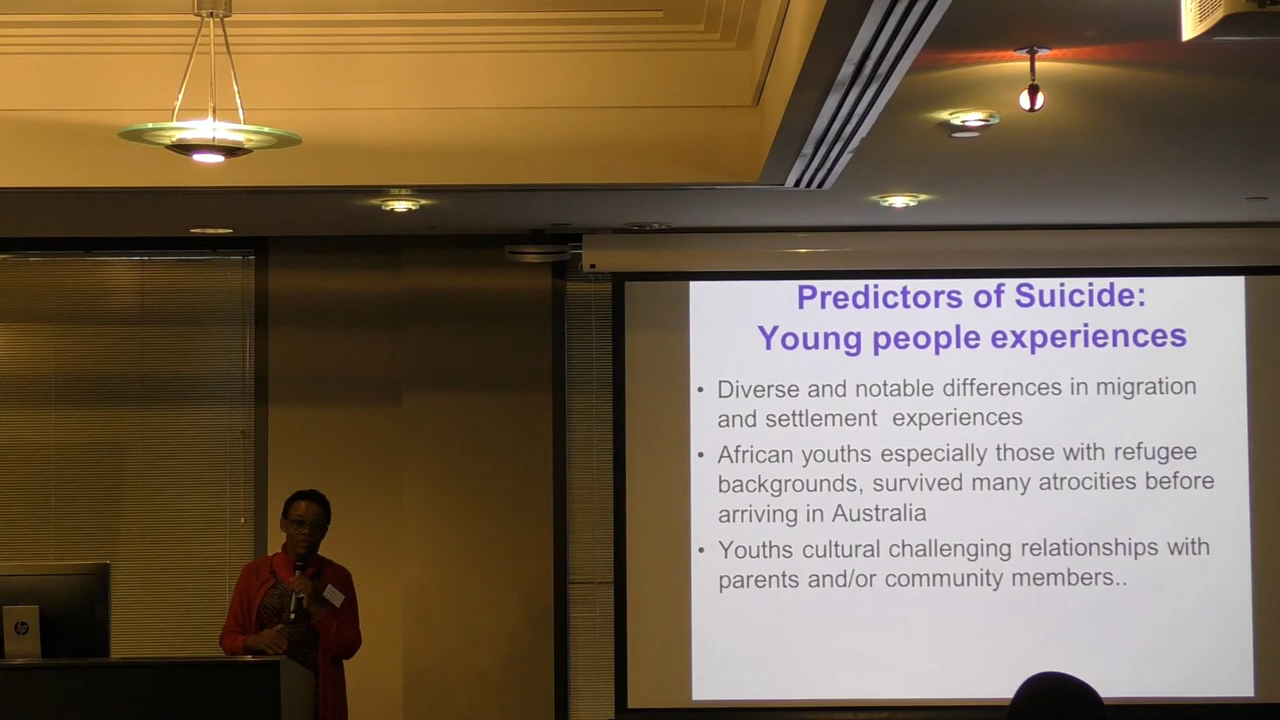 Predictors of Suicide:
Young people experiences
• Diverse and notable differences in migration
and settlement experiences
• African youths especially those with refugee
backgrounds, survived many atrocities before
arriving in Australia
• Youths cultural challenging relationships with
parents and/or community members..
hp